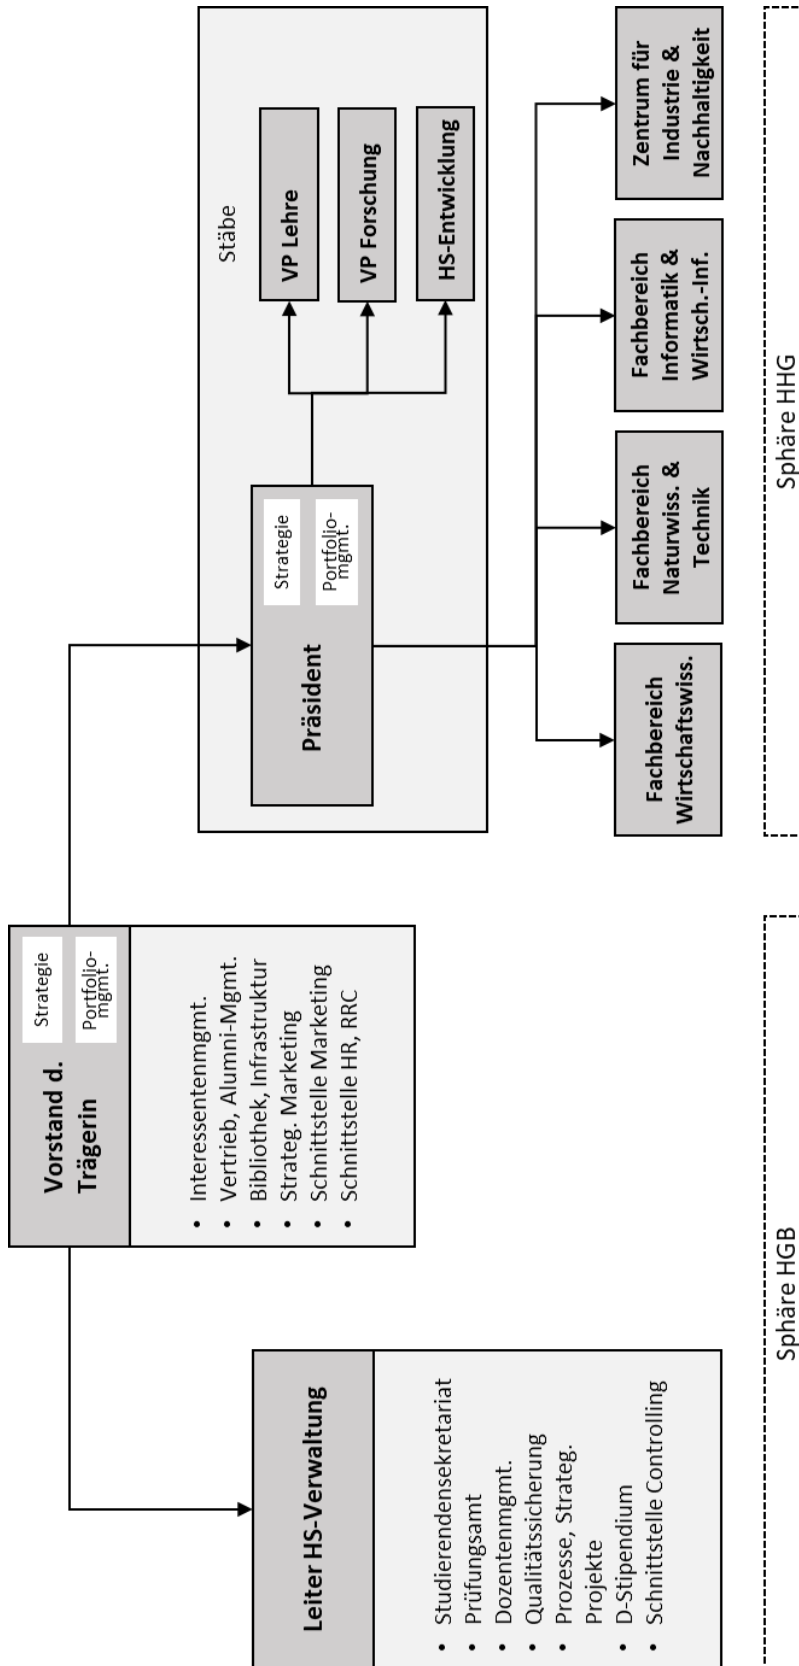 Vorstand d.
Trägerin
Strategie
Portfolio-
mgmt.
• Interessentenmgmt.
• Vertrieb, Alumni-Mgmt.
• Bibliothek, Infrastruktur
• Strateg. Marketing
• Schnittstelle Marketing
• Schnittstelle HR, RRC
Leiter HS-Verwaltung
• Studierendensekretariat
• Prüfungsamt
• Dozentenmgmt.
• Qualitätssicherung
• Prozesse, Strateg.
Projekte
• D-Stipendium
• Schnittstelle Controlling
Stäbe
Präsident
Strategie
Portfolio-
mgmt.
VP Lehre
VP Forschung
HS-Entwicklung
Fachbereich
Wirtschaftswiss.
Fachbereich
Naturwiss. &
Technik
Fachbereich
Informatik &
Wirtsch.-Inf.
Zentrum für
Industrie &
Nachhaltigkeit
Sphäre HGB
Sphäre HHG